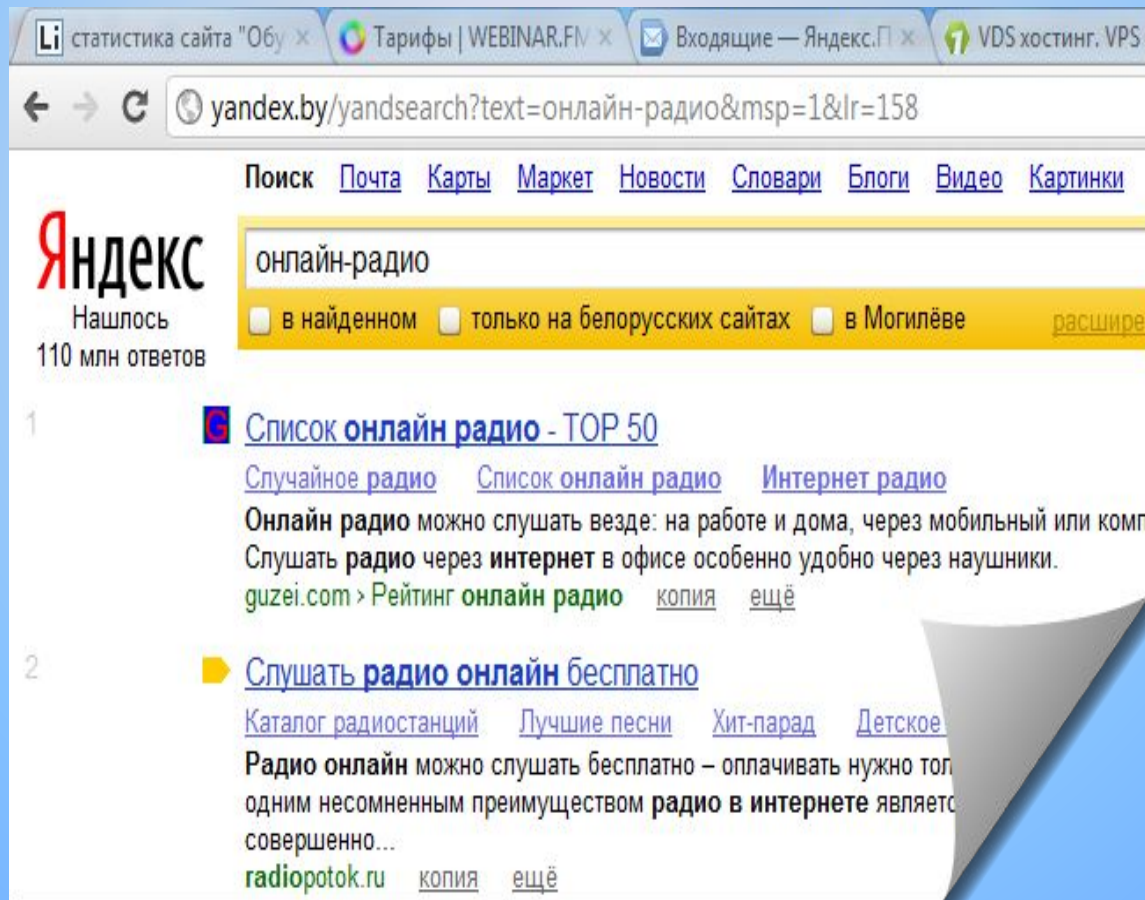 Li статистика сайта "Обу × Тарифы | WEBINAR.FM × Входящие — Яндекс.П × VDS хостинг. VPS
yandex.by/yandsearch?text=онлайн-радио&msp=1&lr=158
Поиск Почта Карты Маркет Новости Словари Блоги Видео Картинки
Яндекс
онлайн-радио
Нашлось
110 млн ответов
в найденном только на белорусских сайтах в Могилёве расшире
1 G Список онлайн радио - TOP 50
Случайное радио Список онлайн радио Интернет радио
Онлайн радио можно слушать везде: на работе и дома, через мобильный или комп
Слушать радио через интернет в офисе особенно удобно через наушники.
guzei.com › Рейтинг онлайн радио копия ещё
2 Слушать радио онлайн бесплатно
Каталог радиостанций Лучшие песни Хит-парад Детское
Радио онлайн можно слушать бесплатно – оплачивать нужно тол
одним несомненным преимуществом радио в интернете являетс
совершенно...
radiopotok.ru копия ещё